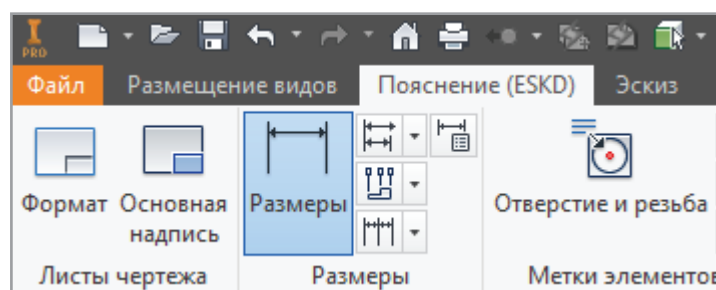 I
PRO
Файл Размещение видов Пояснение (ESKD) Эскиз
Формат Основная надпись Размеры Отверстие и резьба
Листы чертежа Размеры Метки элементов